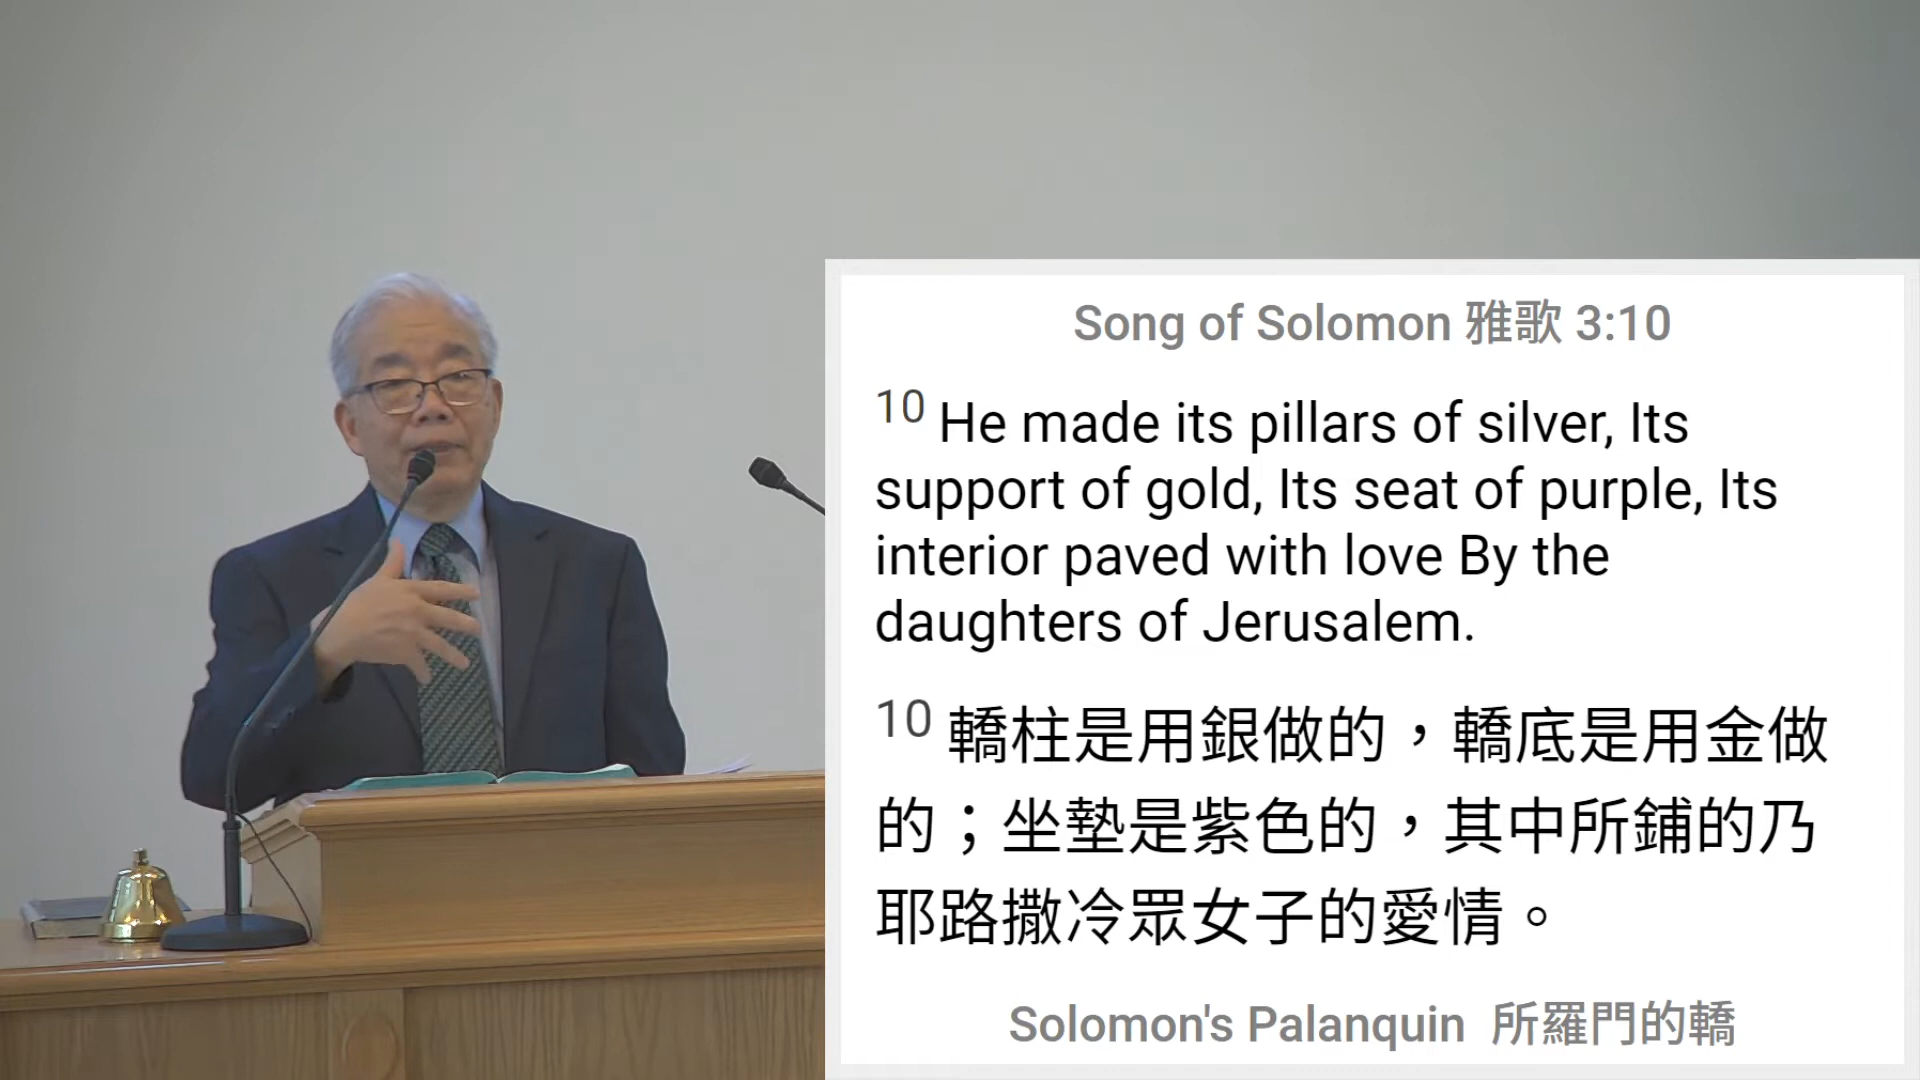 Song of Solomon 雅歌 3:10
10 He made its pillars of silver, Its
support of gold, Its seat of purple, Its
interior paved with love By the
daughters of Jerusalem.
10 轎柱是用銀做的，轎底是用金做
的；坐墊是紫色的，其中所鋪的乃
耶路撒冷眾女子的愛情。
Solomon's Palanquin 所羅門的轎